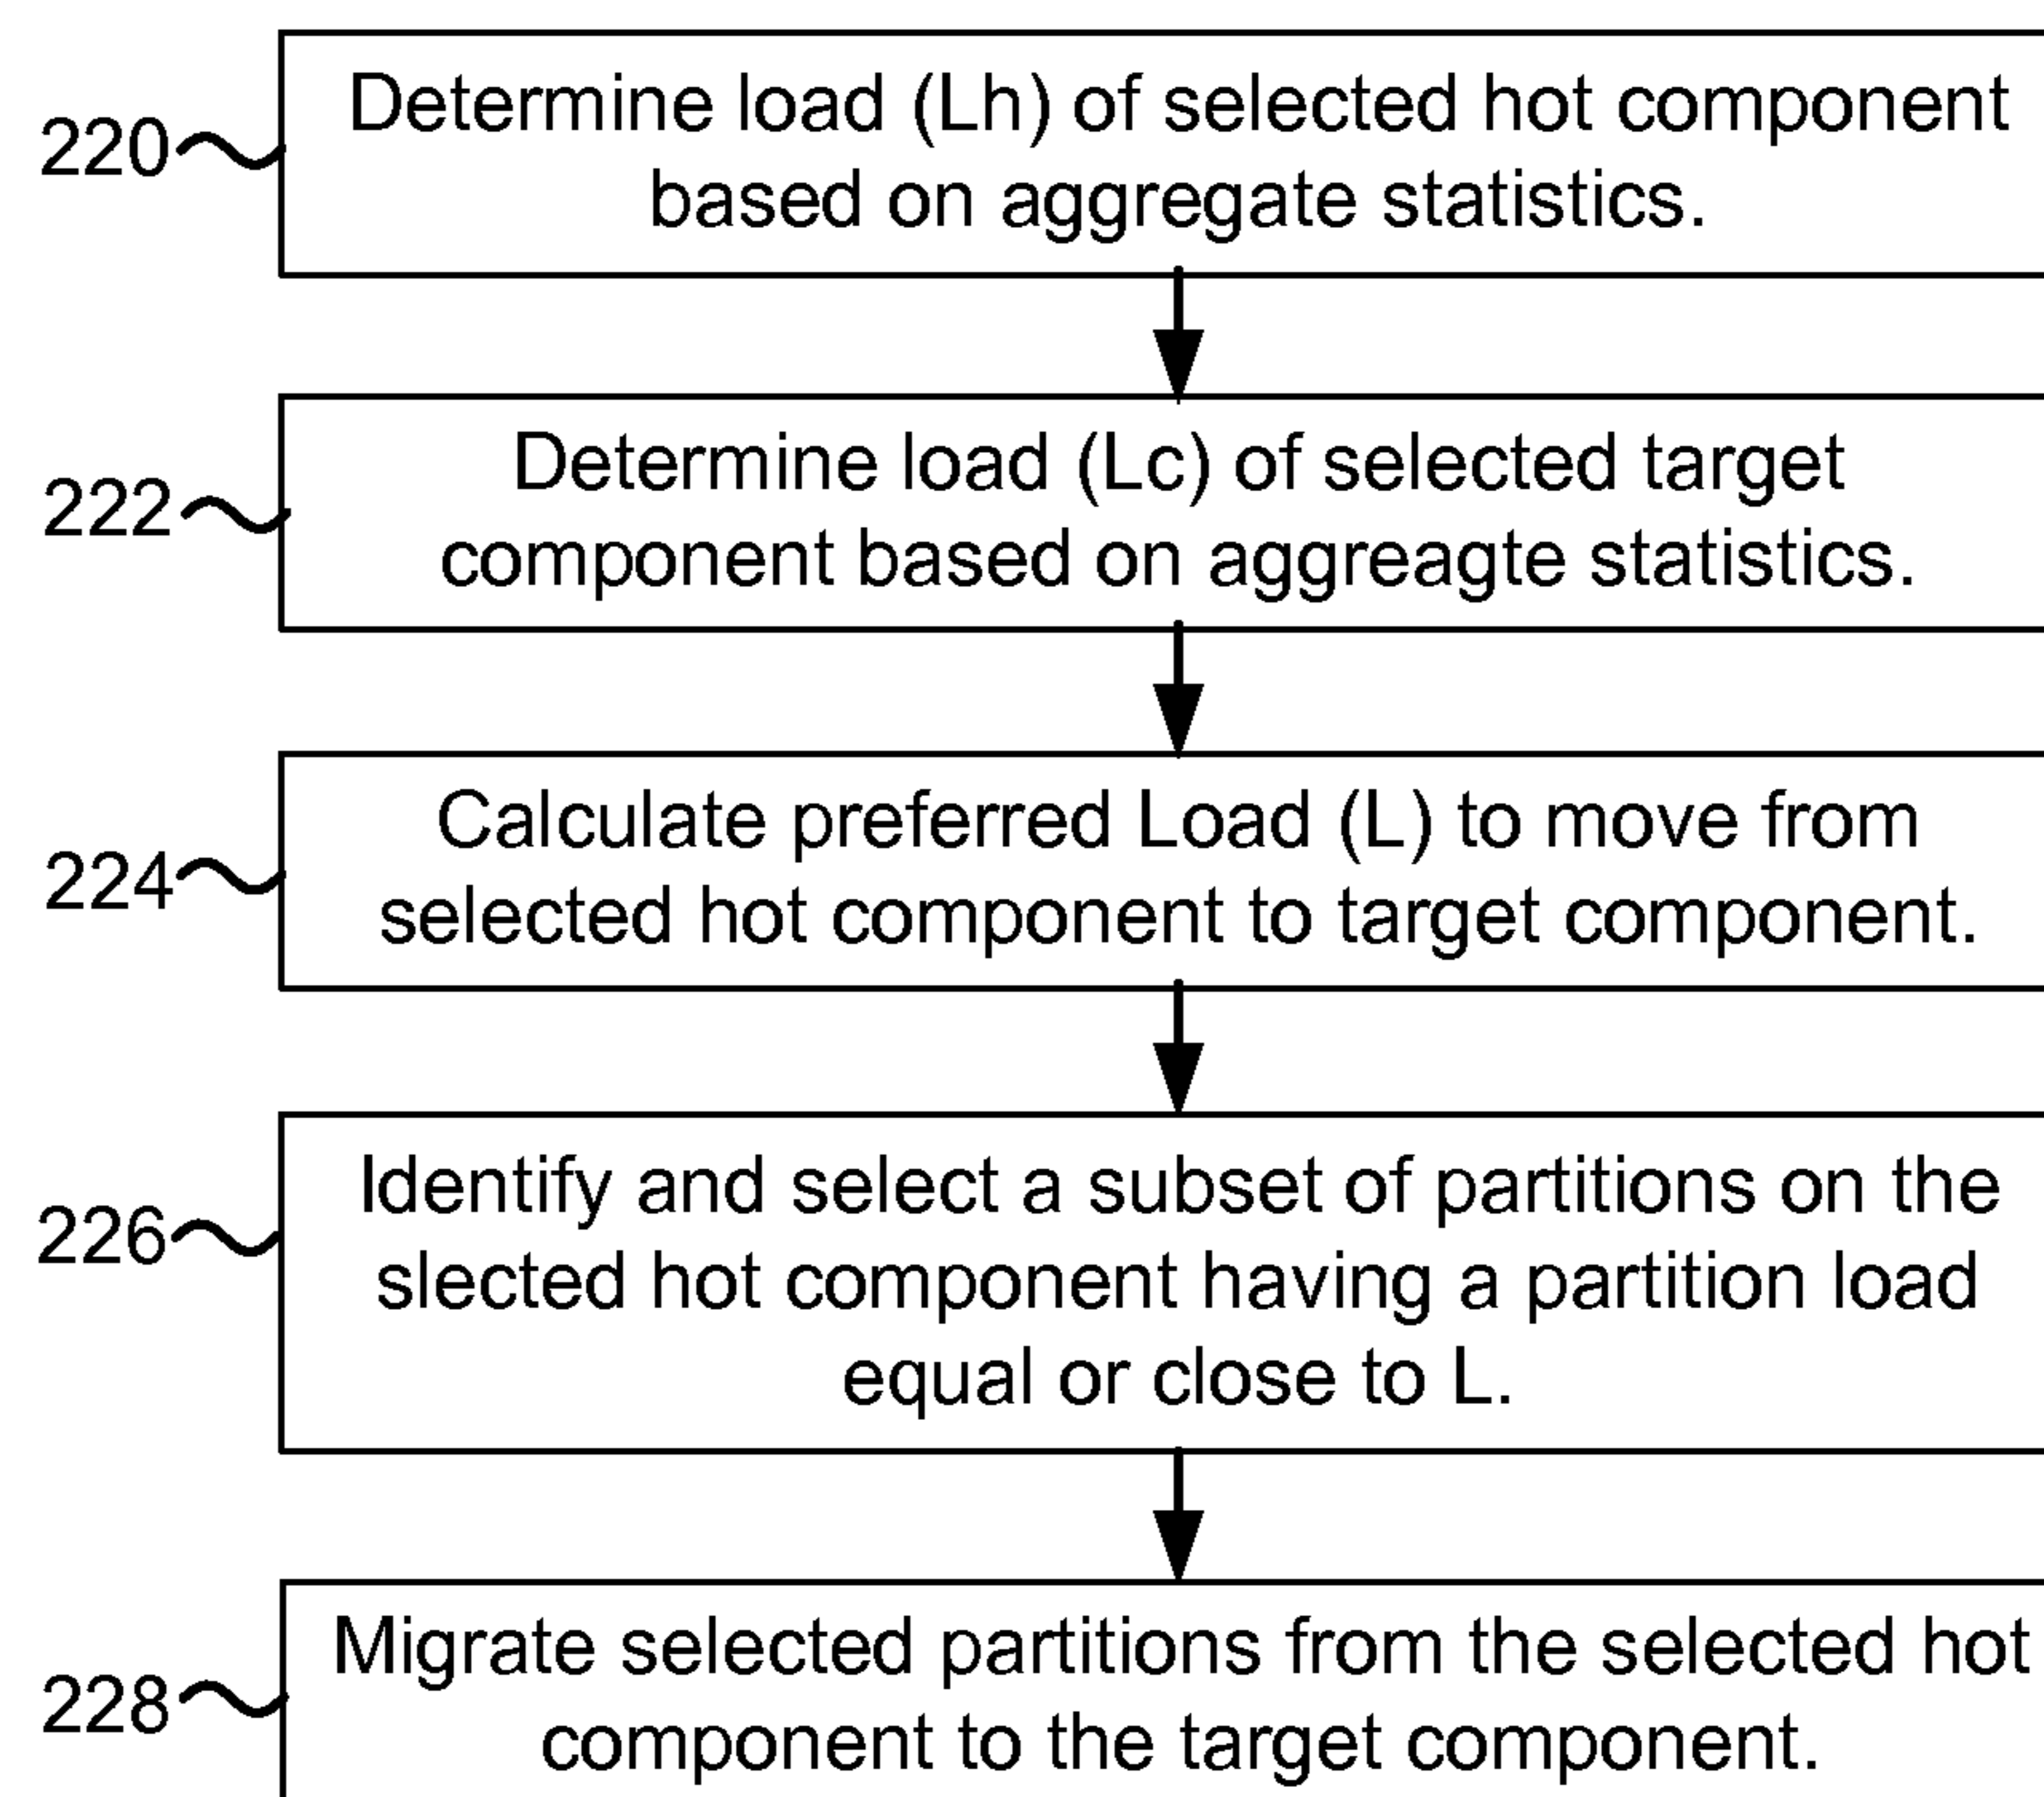 220
Determine load (Lh) of selected hot component
based on aggregate statistics.
222
Determine load (Lc) of selected target
component based on aggreagte statistics.
224
Calculate preferred Load (L) to move from
selected hot component to target component.
226
Identify and select a subset of partitions on the
slected hot component having a partition load
equal or close to L.
228
Migrate selected partitions from the selected hot
component to the target component.